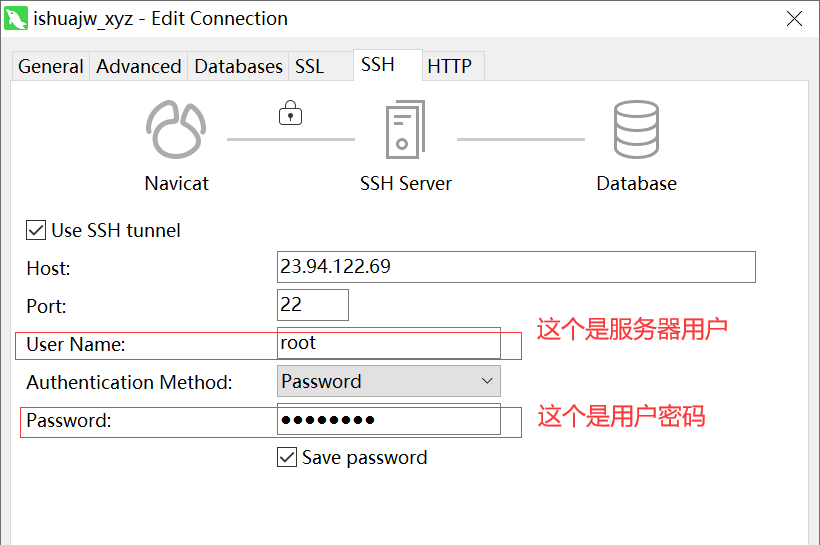 ishuajw_xyz - Edit Connection
General Advanced Databases SSL SSH HTTP
Navicat SSH Server Database
Use SSH tunnel
Host: 23.94.122.69
Port: 22
这个是服务器用户
User Name: root
Authentication Method: Password
这个是用户密码
Password: ●●●●●●●●
Save password